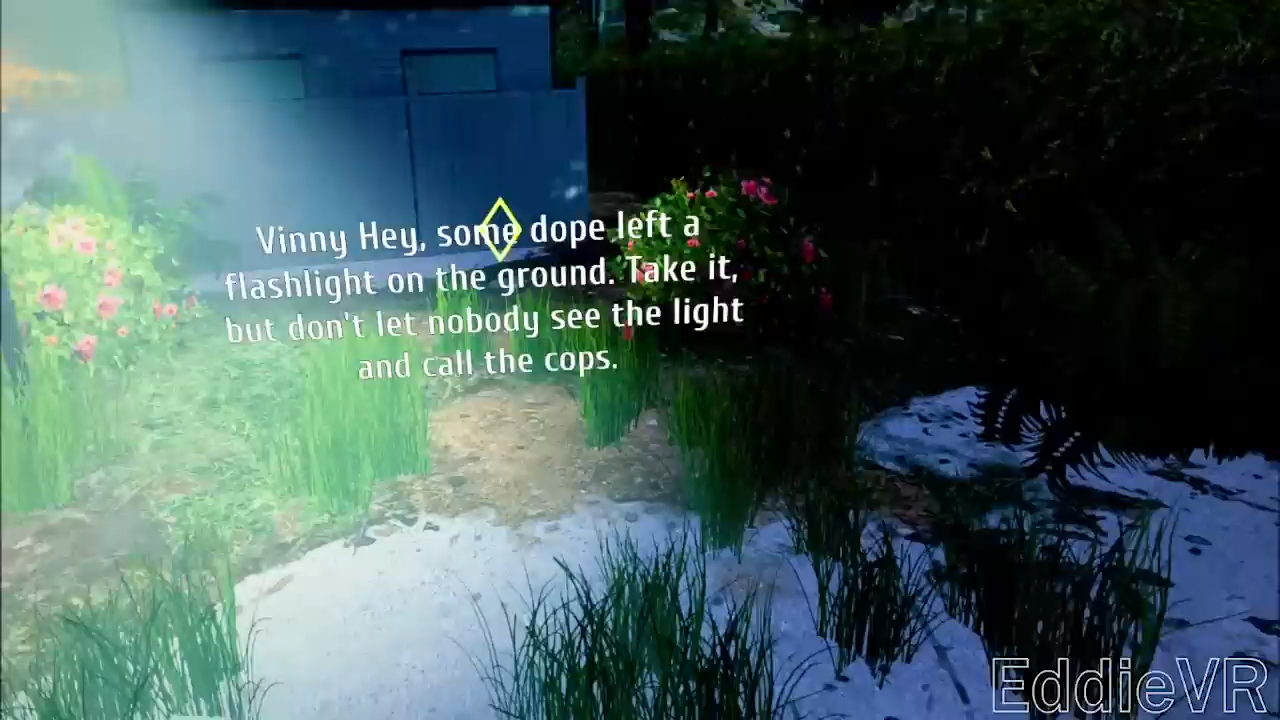 Vinny Hey, some dope left a
flashlight on the ground. Take it,
but don't let nobody see the light
and call the cops.
EddieVR